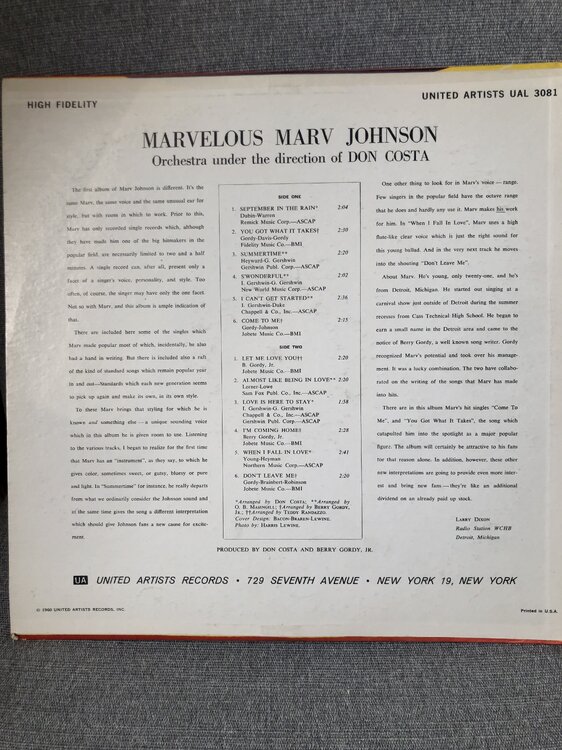 HIGH FIDELITY
UNITED ARTISTS UAL 3081
MARVELOUS MARV JOHNSON
Orchestra under the direction of DON COSTA
The first album of Marv Johnson is different. It's the
same Marv, the same voice and the same unusual ear for
style, but with room in which to work. Prior to this,
Marv has only recorded single records which, although
they have made him one of the big hitmakers in the
popular field, are necessarily limited to two and a half
minutes. A single record can, after all, present only a
facet of a singer's voice, personality, and style. Too
often, of course, the singer may have only the one facet.
Not so with Marv, and this album is ample indication of
that.
There are included here some of the singles which
Marv made popular most of which, incidentally, he also
had a hand in writing. But there is included also a raft
of the kind of standard songs which remain popular year
in and out—Standards which each new generation seems
to pick up again and make its own, in its own style.
To these Marv brings that styling for which he is
known and something else — a unique sounding voice
which in this album he is given room to use. Listening
to the various tracks, I began to realize for the first time
that Marv has an "instrument", as they say, to which he
gives color, sometimes sweet, or gutsy, bluesy or pure
and light. In "Summertime" for instance, he really departs
from what we ordinarily consider the Johnson sound and
at the same time gives the song a different interpretation
which should give Johnson fans a new cause for excite-
ment.
SIDE ONE
1. SEPTEMBER IN THE RAIN* 2:04
Dubin-Warren
Remick Music Corp.—ASCAP
2. YOU GOT WHAT IT TAKES† 2:30
Gordy-Davis-Gordy
Fidelity Music Co.—BMI
3. SUMMERTIME** 2:20
Heyward-G. Gershwin
Gershwin Publ. Corp.—ASCAP
4. S'WONDERFUL** 2:02
I. Gershwin-G. Gershwin
New World Music Corp.—ASCAP
5. I CAN'T GET STARTED** 2:36
I. Gershwin-Duke
Chappell & Co., Inc.—ASCAP
6. COME TO ME† 2:15
Gordy-Johnson
Jobete Music Co.—BMI
SIDE TWO
1. LET ME LOVE YOU†† 2:20
B. Gordy, Jr.
Jobete Music Co.—BMI
2. ALMOST LIKE BEING IN LOVE** 2:20
Lerner-Lowe
Sam Fox Publ. Co., Inc.—ASCAP
3. LOVE IS HERE TO STAY* 1:58
I. Gershwin-G. Gershwin
Chappell & Co., Inc.—ASCAP
Gershwin Publ. Corp.—ASCAP
4. I'M COMING HOME† 2:28
Berry Gordy, Jr.
Jobete Music Co.—BMI
5. WHEN I FALL IN LOVE* 2:41
Young-Heyman
Northern Music Corp.—ASCAP
6. DON'T LEAVE ME† 2:20
Gordy-Brainbert-Robinson
Jobete Music Co.—BMI
*Arranged by DON COSTA; **Arranged by
O. B. MASINGILL; †Arranged by BERRY GORDY,
JR., ††Arranged by TEDDY RANDAZZO.
Cover Design: BACON-BRAREN-LEWINE.
Photo by: HARRIS LEWINE.
One other thing to look for in Marv's voice — range.
Few singers in the popular field have the octave range
that he does and hardly any use it. Marv makes his work
for him. In "When I Fall In Love", Marv uses a high
flute-like clear voice which is just the right sound for
this young ballad. And in the very next track he moves
into the shouting "Don't Leave Me".
About Marv. He's young, only twenty-one, and he's
from Detroit, Michigan. He started out singing at a
carnival show just outside of Detroit during the summer
recesses from Cass Technical High School. He began to
earn a small name in the Detroit area and came to the
notice of Berry Gordy, a well known song writer. Gordy
recognized Marv's potential and took over his manage-
ment. It was a lucky combination. The two have collabo-
rated on the writing of the songs that Marv has made
into hits.
There are in this album Marv's hit singles "Come To
Me", and "You Got What It Takes", the song which
catapulted him into the spotlight as a major popular
figure. The album will certainly be attractive to his fans
for that reason alone. In addition, however, these other
new interpretations are going to provide even more inter-
est and bring new fans — they're like an additional
dividend on an already paid up stock.
LARRY DIXON
Radio Station WCHB
Detroit, Michigan
PRODUCED BY DON COSTA AND BERRY GORDY, JR.
UA UNITED ARTISTS RECORDS • 729 SEVENTH AVENUE • NEW YORK 19, NEW YORK
© 1960 UNITED ARTISTS RECORDS, INC.
Printed in U.S.A.